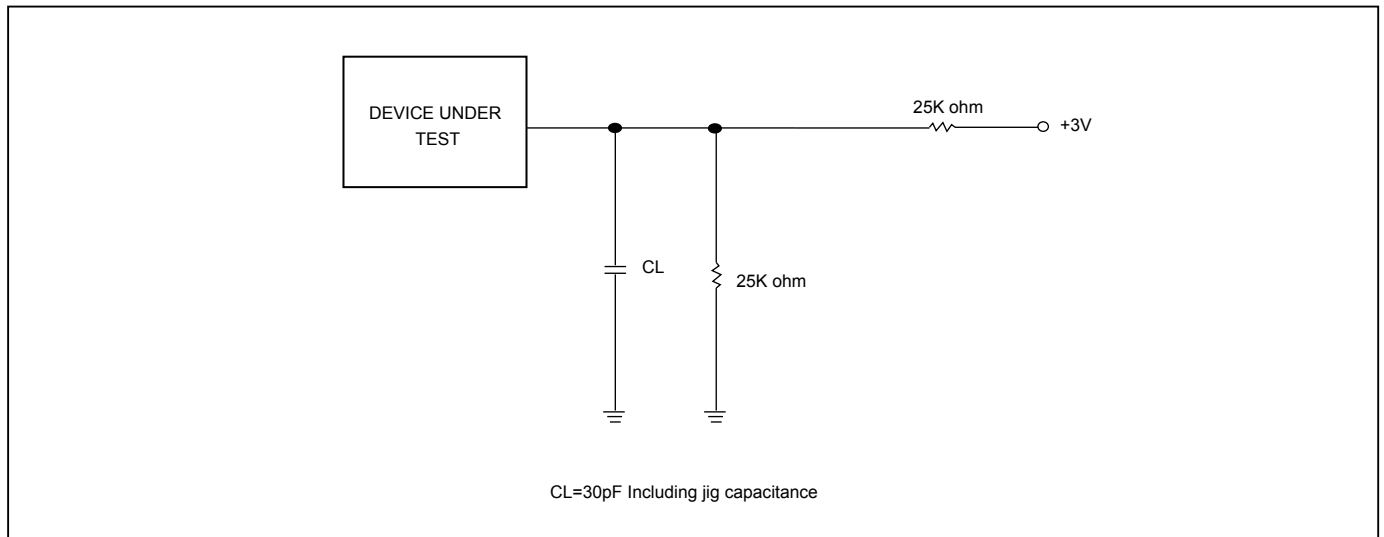 DEVICE UNDER
TEST
25K ohm
+3V
CL
25K ohm
CL=30pF Including jig capacitance